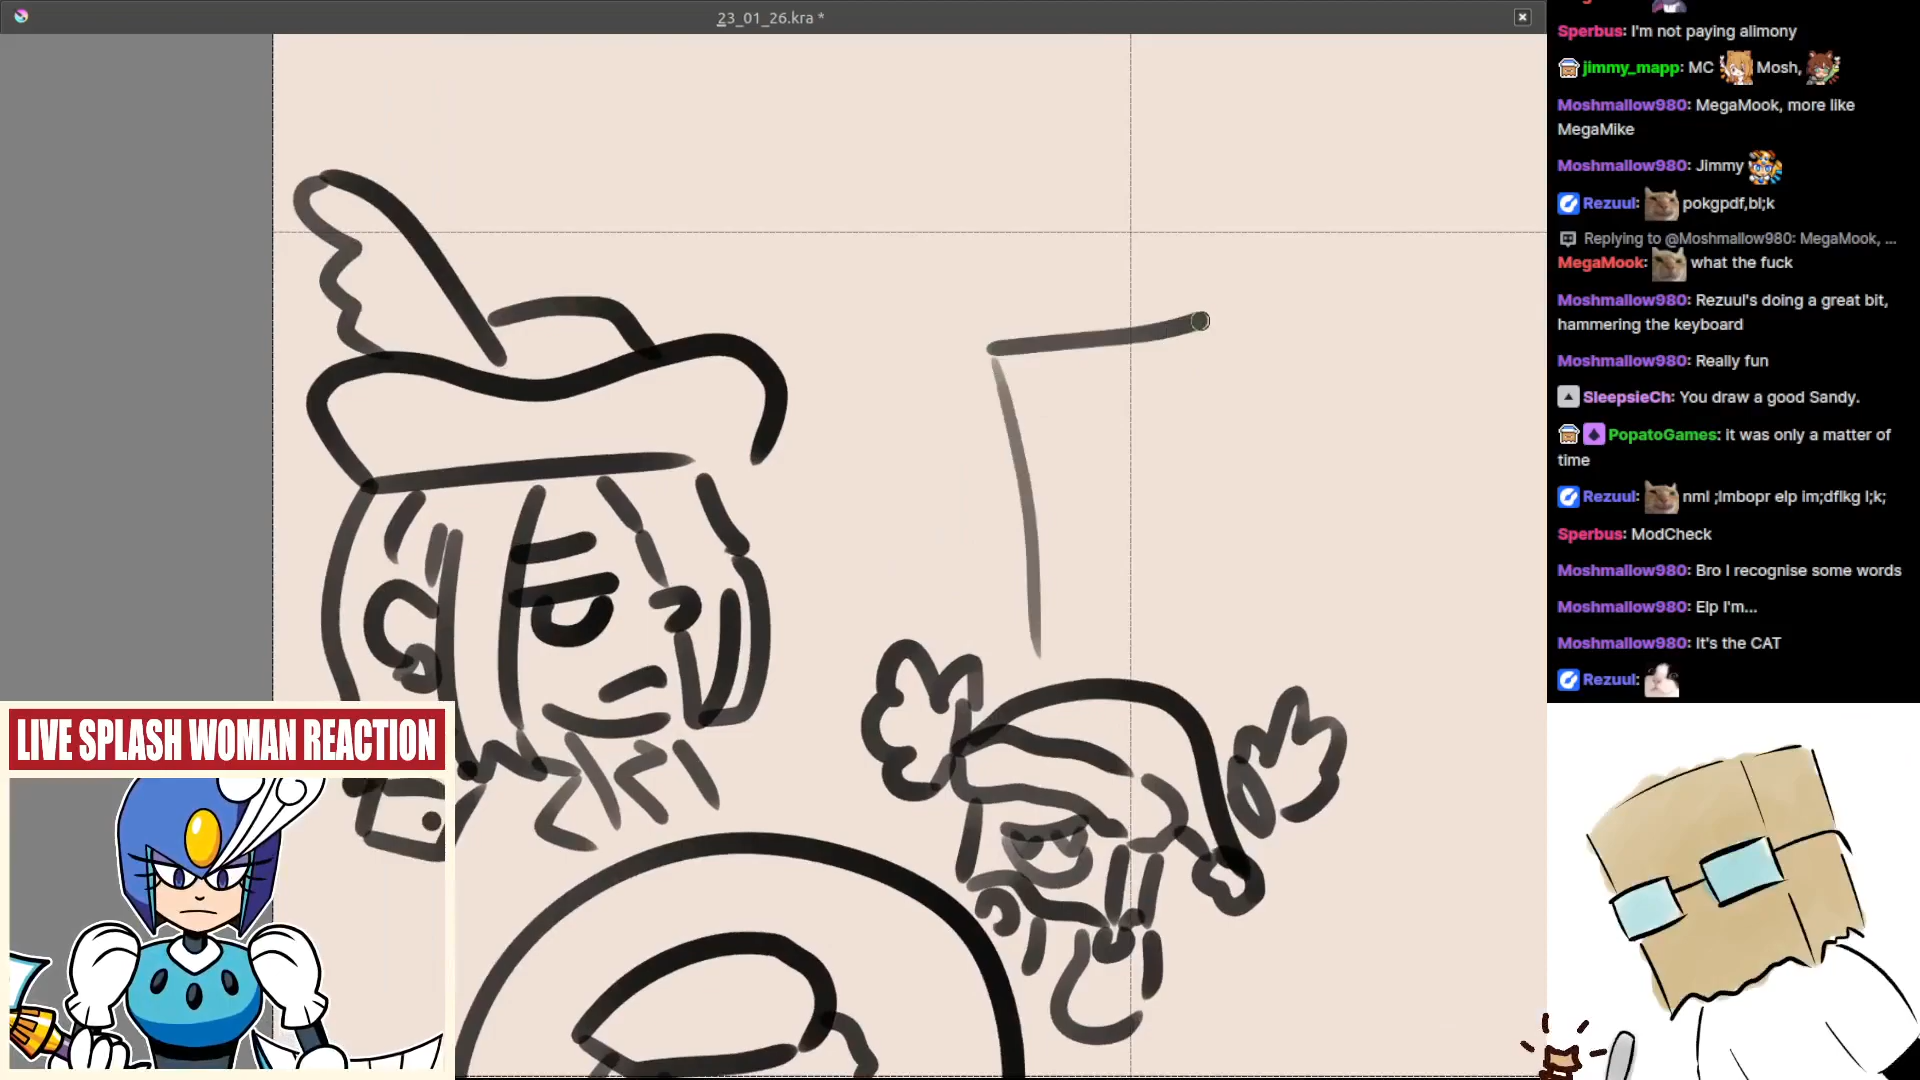 23_01_26.kra *
Sperbus: I'm not paying allmony
jimmy_mapp: MC Mosh,
Moshmallow980: MegaMook, more like
MegaMike
Moshmallow980: Jimmy
Rezuul: pokgpdf,bl;k
Replying to @Moshmallow980: MegaMook, ...
MegaMook: what the fuck
Moshmallow980: Rezuul's doing a great bit,
hammering the keyboard
Moshmallow980: Really fun
SleepsieCh: You draw a good Sandy.
PopatoGames: it was only a matter of
time
Rezuul: nml ;lmbopr elp im;dflkg l;k;
Sperbus: ModCheck
Moshmallow980: Bro I recognise some words
Moshmallow980: Elp I'm...
Moshmallow980: It's the CAT
Rezuul:
LIVE SPLASH WOMAN REACTION